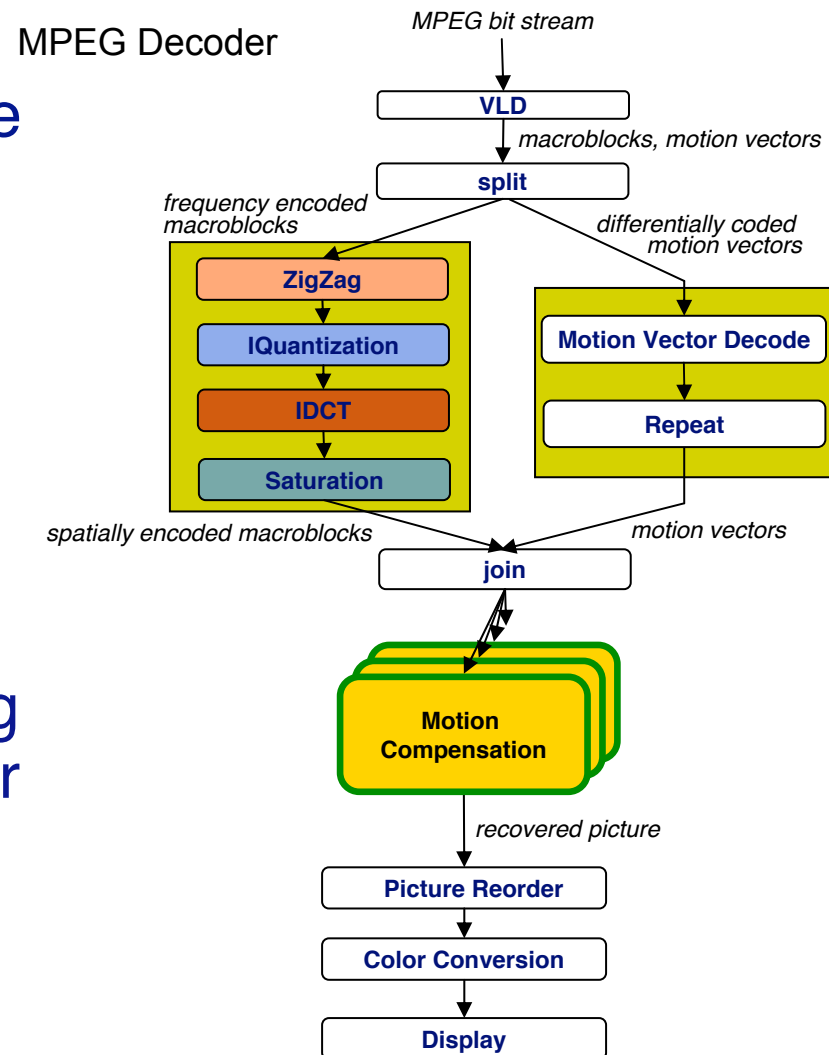 MPEG Decoder
MPEG bit stream
e
VLD
macroblocks, motion vectors
split
frequency encoded
macroblocks
differentially coded
motion vectors
ZigZag
IQuantization
IDCT
Saturation
Motion Vector Decode
Repeat
spatially encoded macroblocks
motion vectors
join
g
r
Motion
Compensation
recovered picture
Picture Reorder
Color Conversion
Display